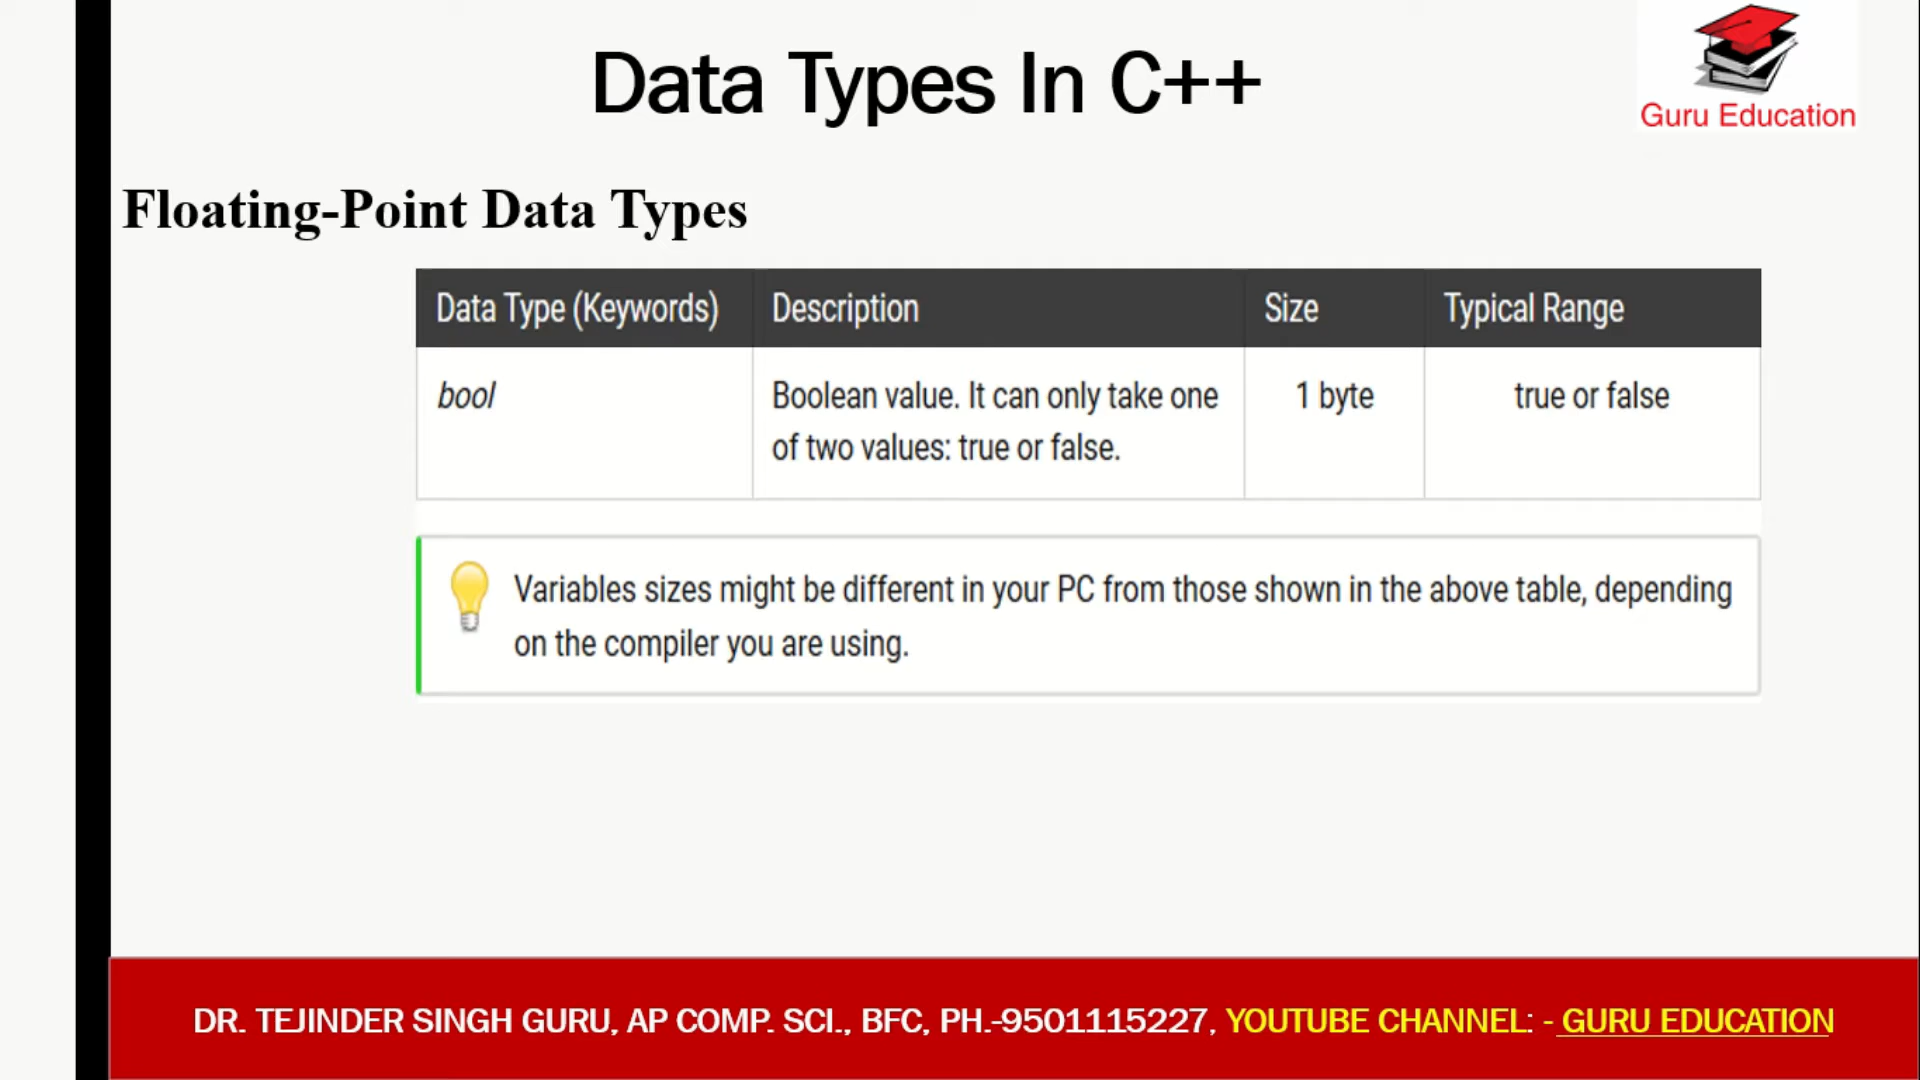 Data Types In C++
Guru Education
Floating-Point Data Types
Data Type (Keywords) Description Size Typical Range
bool Boolean value. It can only take one 1 byte true or false
of two values: true or false.
Variables sizes might be different in your PC from those shown in the above table, depending
on the compiler you are using.
DR. TEJINDER SINGH GURU, AP COMP. SCI., BFC, PH.-9501115227, YOUTUBE CHANNEL: - GURU EDUCATION